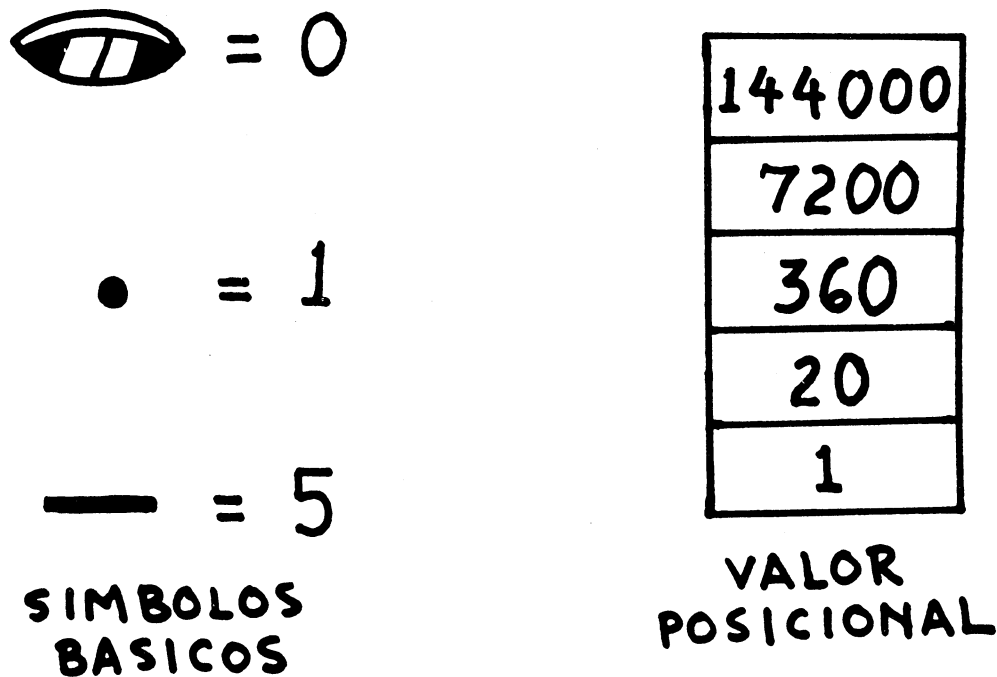 = 0
= 1
= 5
SIMBOLOS
BASICOS
144000
7200
360
20
1
VALOR
POSICIONAL